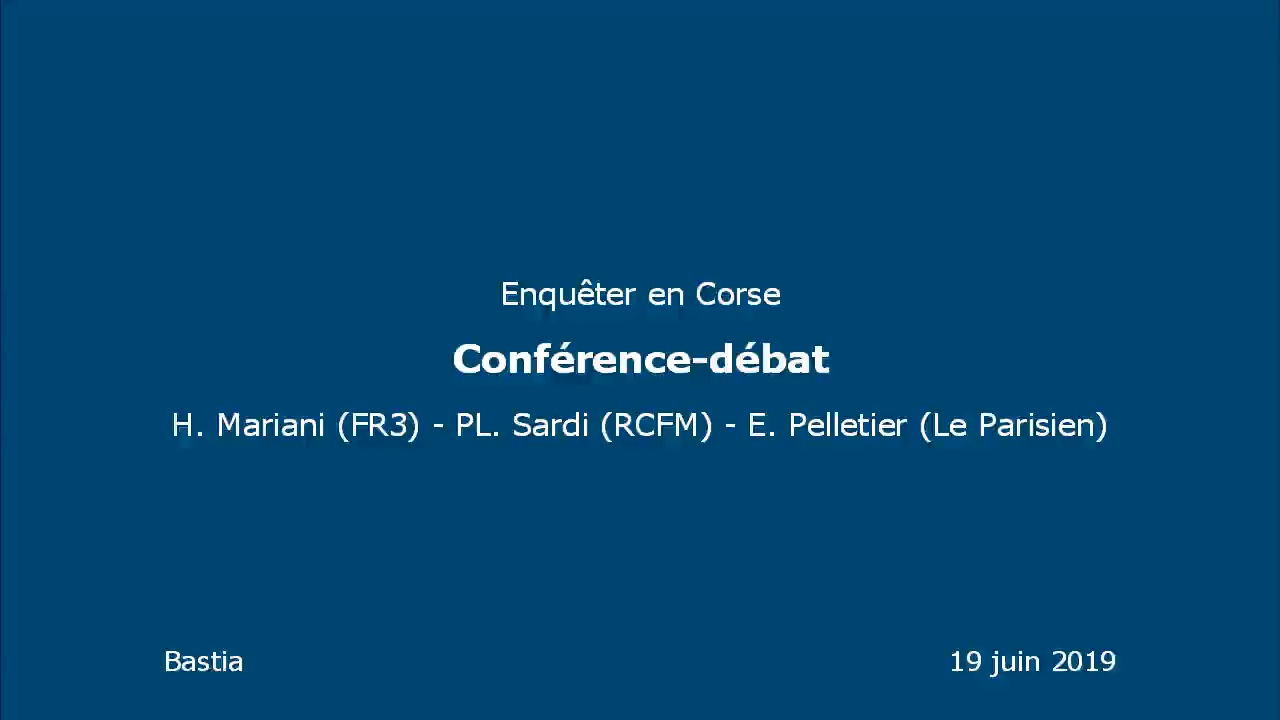 Enquêter en Corse
Conférence-débat
H. Mariani (FR3) - PL. Sardi (RCFM) - E. Pelletier (Le Parisien)
Bastia
19 juin 2019